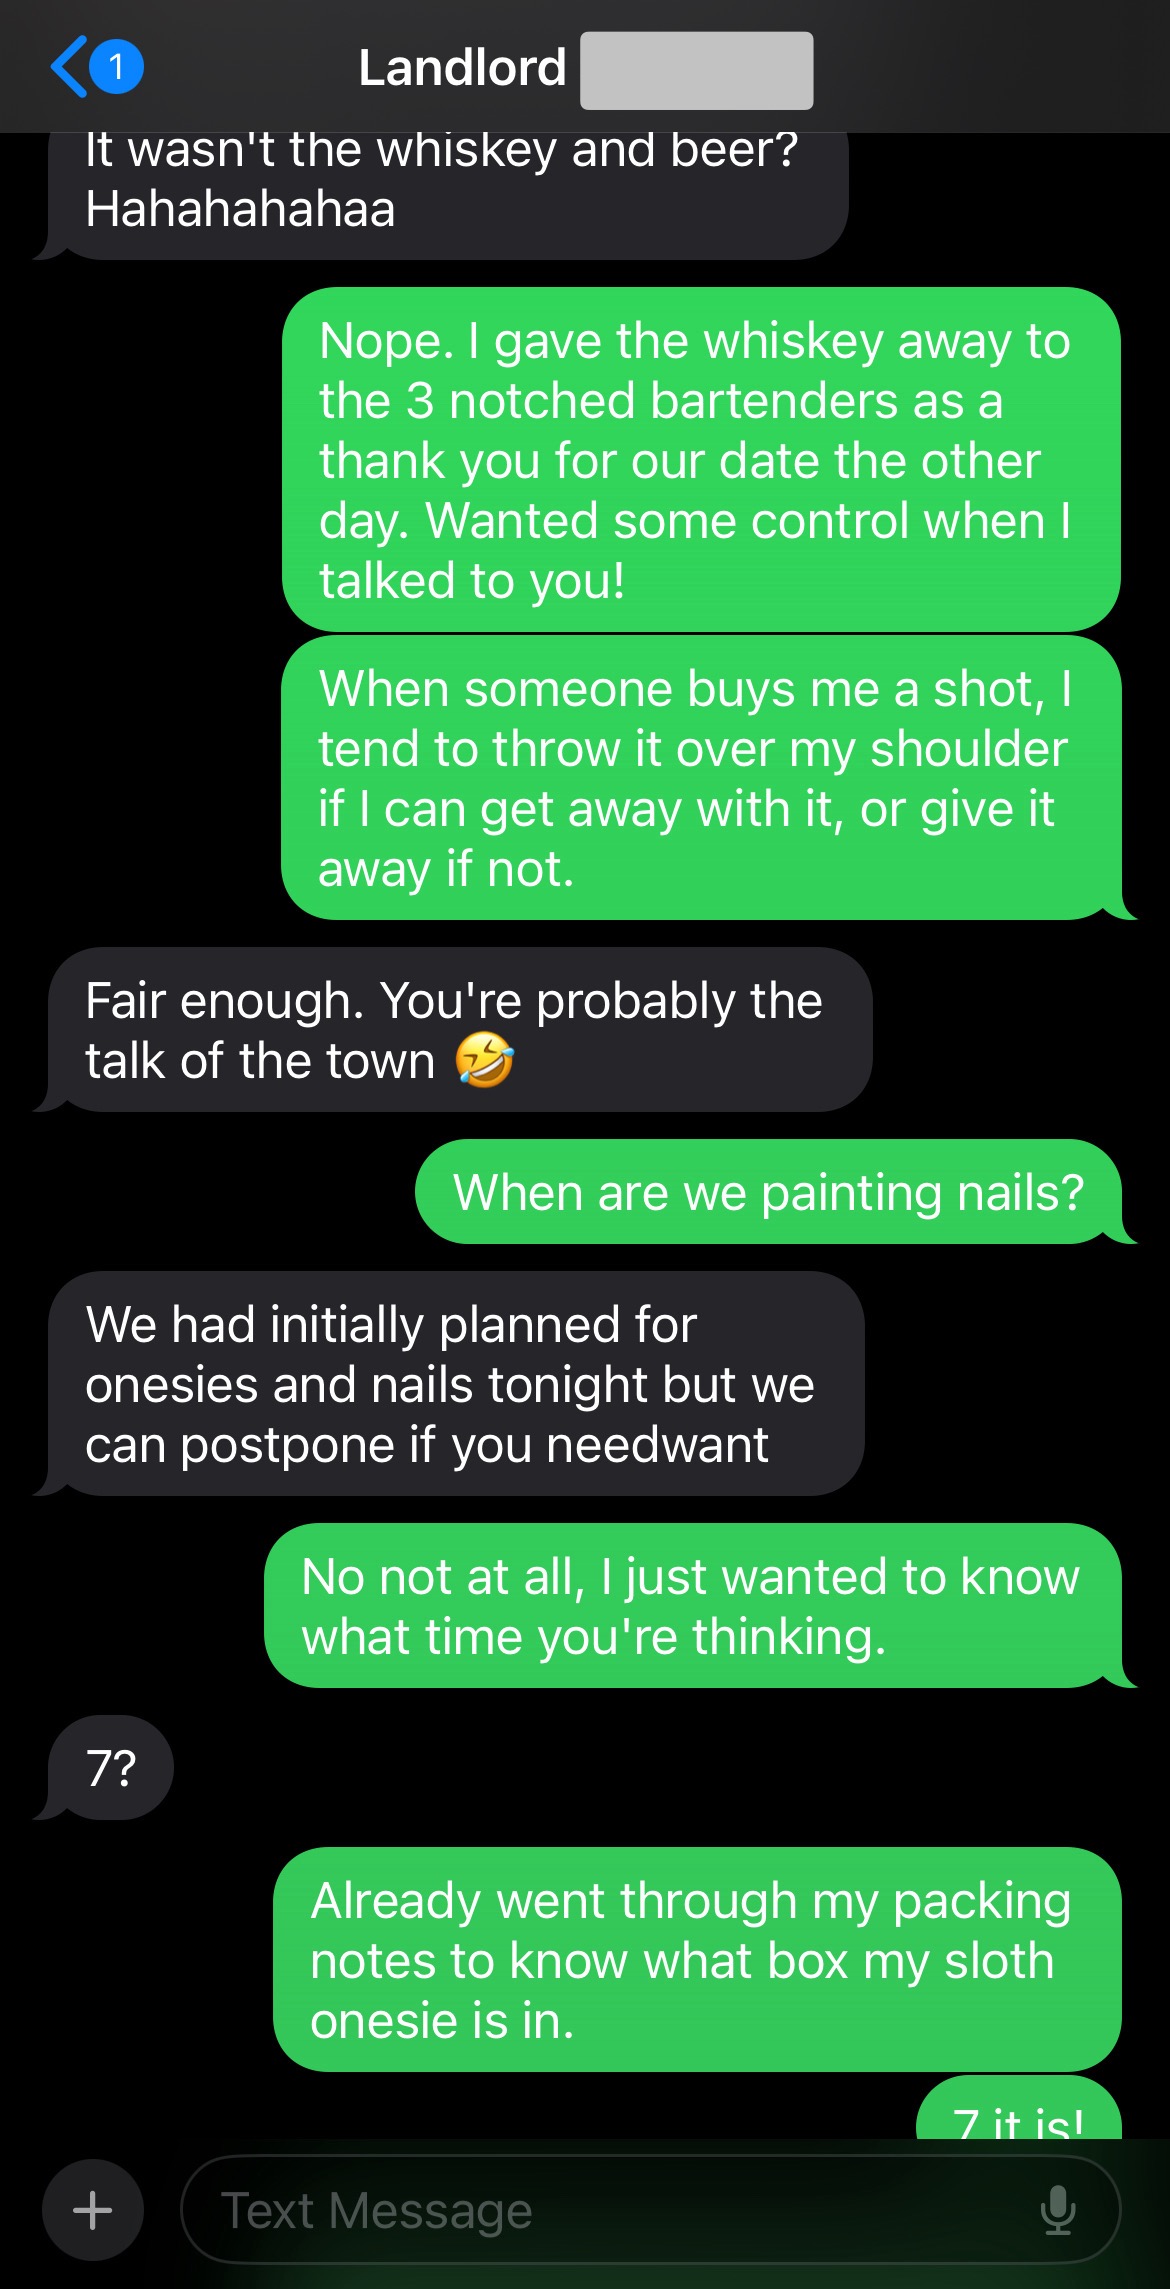 1
Landlord
It wasn't the whiskey and beer?
Hahahahahaa
Nope. I gave the whiskey away to
the 3 notched bartenders as a
thank you for our date the other
day. Wanted some control when I
talked to you!
When someone buys me a shot, I
tend to throw it over my shoulder
if I can get away with it, or give it
away if not.
Fair enough. You're probably the
talk of the town 🤣
When are we painting nails?
We had initially planned for
onesies and nails tonight but we
can postpone if you needwant
No not at all, I just wanted to know
what time you're thinking.
7?
Already went through my packing
notes to know what box my sloth
onesie is in.
7 it is!
Text Message